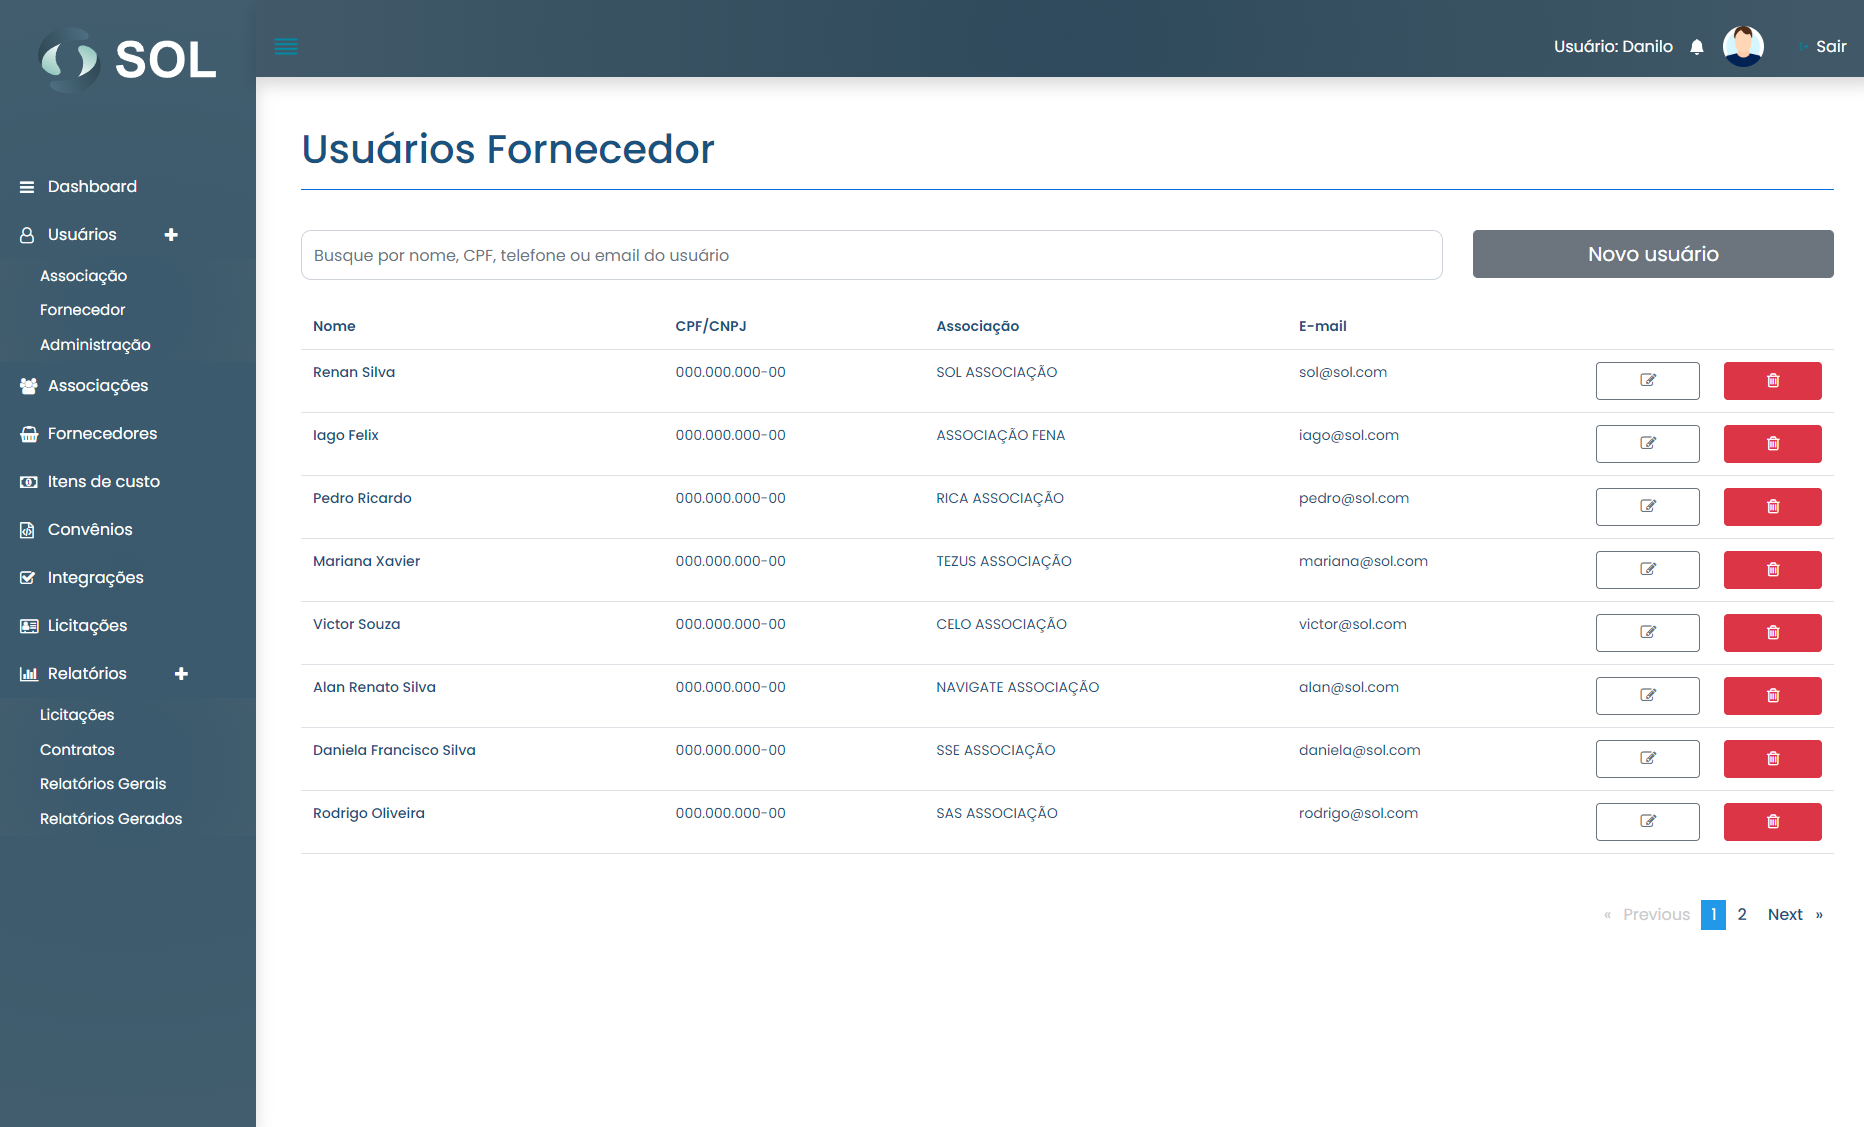 SOL
Usuário: Danilo
Sair
Dashboard
Usuários
Associação
Fornecedor
Administração
Associações
Fornecedores
Itens de custo
Convênios
Integrações
Licitações
Relatórios
Licitações
Contratos
Relatórios Gerais
Relatórios Gerados
Usuários Fornecedor
Busque por nome, CPF, telefone ou email do usuário
Novo usuário
Nome CPF/CNPJ Associação E-mail
Renan Silva 000.000.000-00 SOL ASSOCIAÇÃO sol@sol.com
Iago Felix 000.000.000-00 ASSOCIAÇÃO FENA iago@sol.com
Pedro Ricardo 000.000.000-00 RICA ASSOCIAÇÃO pedro@sol.com
Mariana Xavier 000.000.000-00 TEZUS ASSOCIAÇÃO mariana@sol.com
Victor Souza 000.000.000-00 CELO ASSOCIAÇÃO victor@sol.com
Alan Renato Silva 000.000.000-00 NAVIGATE ASSOCIAÇÃO alan@sol.com
Daniela Francisco Silva 000.000.000-00 SSE ASSOCIAÇÃO daniela@sol.com
Rodrigo Oliveira 000.000.000-00 SAS ASSOCIAÇÃO rodrigo@sol.com
« Previous 1 2 Next »